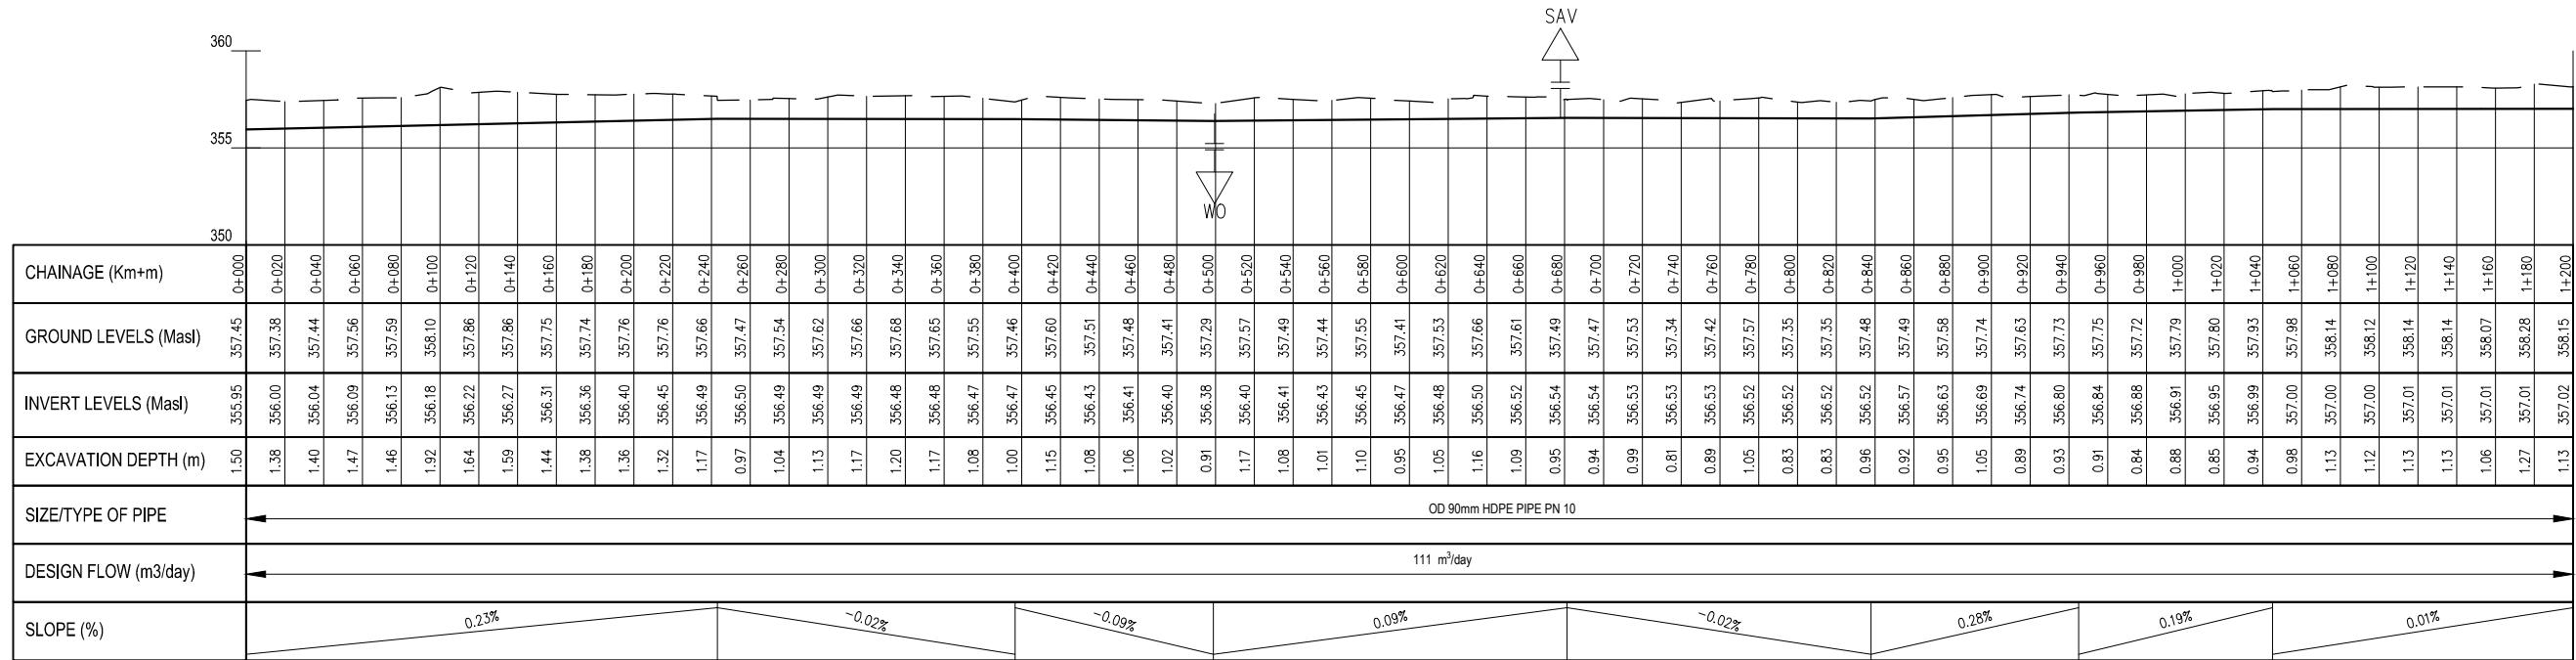 SAV
360
355
WO
350
CHAINAGE (Km+m) 0+000 0+020 0+040 0+060 0+080 0+100 0+120 0+140 0+160 0+180 0+200 0+220 0+240 0+260 0+280 0+300 0+320 0+340 0+360 0+380 0+400 0+420 0+440 0+460 0+480 0+500 0+520 0+540 0+560 0+580 0+600 0+620 0+640 0+660 0+680 0+700 0+720 0+740 0+760 0+780 0+800 0+820 0+840 0+860 0+880 0+900 0+920 0+940 0+960 0+980 1+000 1+020 1+040 1+060 1+080 1+100 1+120 1+140 1+160 1+180 1+200
GROUND LEVELS (Masl) 357.45 357.38 357.44 357.56 357.59 358.10 357.86 357.86 357.75 357.74 357.76 357.76 357.66 357.47 357.54 357.62 357.66 357.68 357.65 357.55 357.46 357.60 357.51 357.48 357.41 357.29 357.57 357.49 357.44 357.55 357.41 357.53 357.66 357.61 357.49 357.47 357.53 357.34 357.42 357.57 357.35 357.35 357.48 357.49 357.58 357.74 357.63 357.73 357.75 357.72 357.79 357.80 357.93 357.98 358.14 358.12 358.14 358.14 358.07 358.28 358.15
INVERT LEVELS (Masl) 355.95 356.00 356.04 356.09 356.13 356.18 356.22 356.27 356.31 356.36 356.40 356.45 356.49 356.50 356.49 356.49 356.49 356.48 356.48 356.47 356.47 356.45 356.43 356.41 356.40 356.38 356.40 356.41 356.43 356.45 356.47 356.48 356.50 356.52 356.54 356.54 356.53 356.53 356.53 356.52 356.52 356.52 356.52 356.57 356.63 356.69 356.74 356.80 356.84 356.88 356.91 356.95 356.99 357.00 357.00 357.00 357.01 357.01 357.01 357.01 357.02
EXCAVATION DEPTH (m) 1.50 1.38 1.40 1.47 1.46 1.92 1.64 1.59 1.44 1.38 1.36 1.32 1.17 0.97 1.04 1.13 1.17 1.20 1.17 1.08 1.00 1.15 1.08 1.06 1.02 0.91 1.17 1.08 1.01 1.10 0.95 1.05 1.16 1.09 0.95 0.94 0.99 0.81 0.89 1.05 0.83 0.83 0.96 0.92 0.95 1.05 0.89 0.93 0.91 0.84 0.88 0.85 0.94 0.98 1.13 1.12 1.13 1.13 1.06 1.27 1.13
SIZE/TYPE OF PIPE OD 90mm HDPE PIPE PN 10
DESIGN FLOW (m3/day) 111 m³/day
SLOPE (%) 0.23% -0.02% -0.09% 0.09% -0.02% 0.28% 0.19% 0.01%